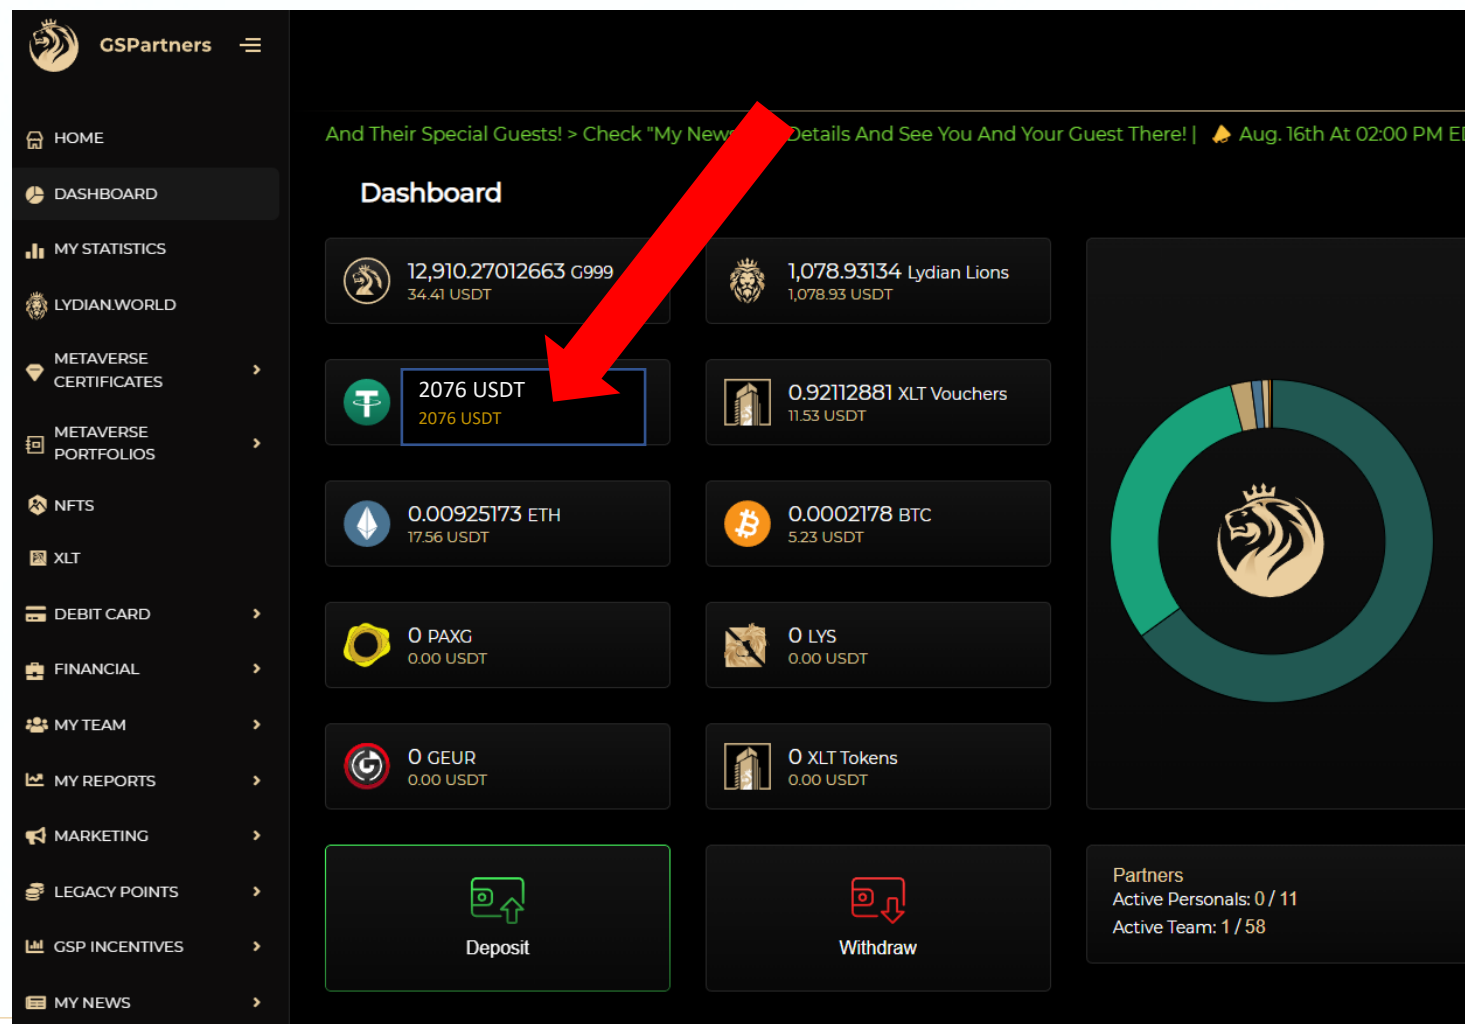 GSPartners
HOME
DASHBOARD
MY STATISTICS
LYDIAN.WORLD
METAVERSE
CERTIFICATES
METAVERSE
PORTFOLIOS
NFTS
XLT
DEBIT CARD
FINANCIAL
MY TEAM
MY REPORTS
MARKETING
LEGACY POINTS
GSP INCENTIVES
MY NEWS
And Their Special Guests! > Check "My News Details And See You And Your Guest There! | Aug. 16th At 02:00 PM
Dashboard
12,910.27012663 G999
34.41 USDT
1,078.93134 Lydian Lions
1,078.93 USDT
2076 USDT
2076 USDT
0.92112881 XLT Vouchers
11.53 USDT
0.00925173 ETH
17.56 USDT
0.0002178 BTC
5.23 USDT
0 PAXG
0.00 USDT
0 LYS
0.00 USDT
0 GEUR
0.00 USDT
0 XLT Tokens
0.00 USDT
Deposit
Withdraw
Partners
Active Personals: 0 / 11
Active Team: 1 / 58